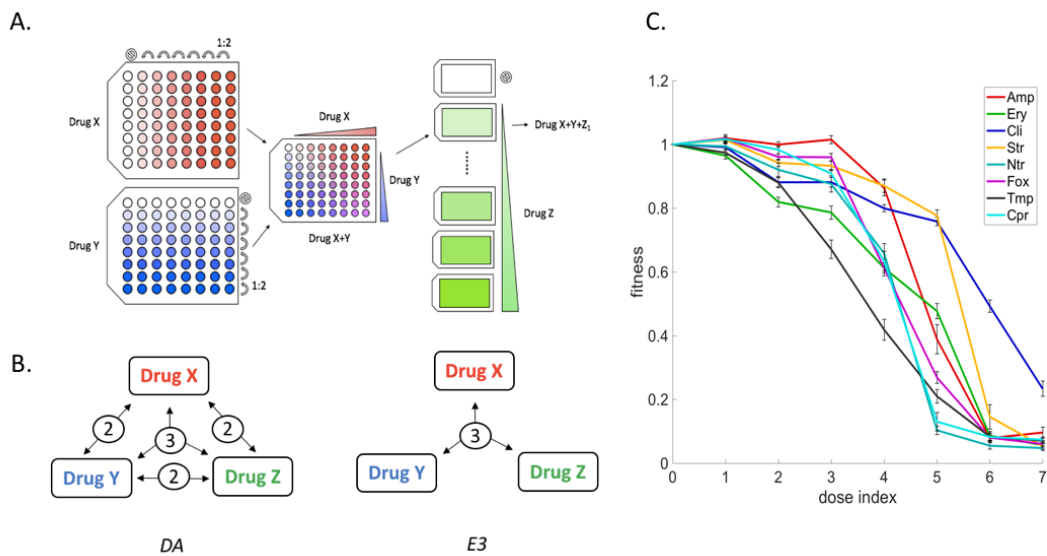 A.
1:2
Drug X
Drug Y
1:2
Drug Y
Drug X+Y
Drug X+Y+Z1
Drug Z
B.
Drug X
2
2
3
Drug Y
2
Drug Z
DA
Drug X
3
Drug Y
Drug Z
E3
C.
1.2
1
0.8
0.6
0.4
0.2
0
fitness
0 1 2 3 4 5 6 7
dose index
Amp
Ery
Cli
Str
Ntr
Fox
Tmp
Cpr